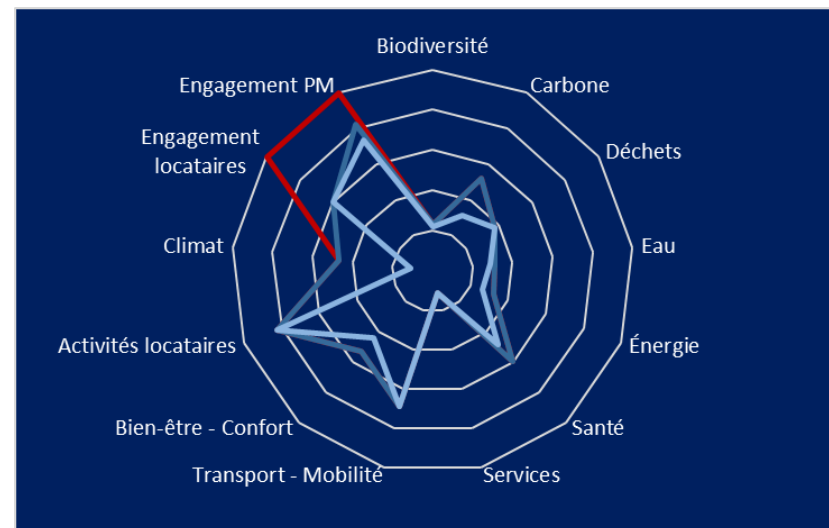 Biodiversité
Engagement PM
Carbone
Engagement
locataires
Déchets
Climat
Eau
Activités locataires
Énergie
Bien-être - Confort
Santé
Transport - Mobilité
Services